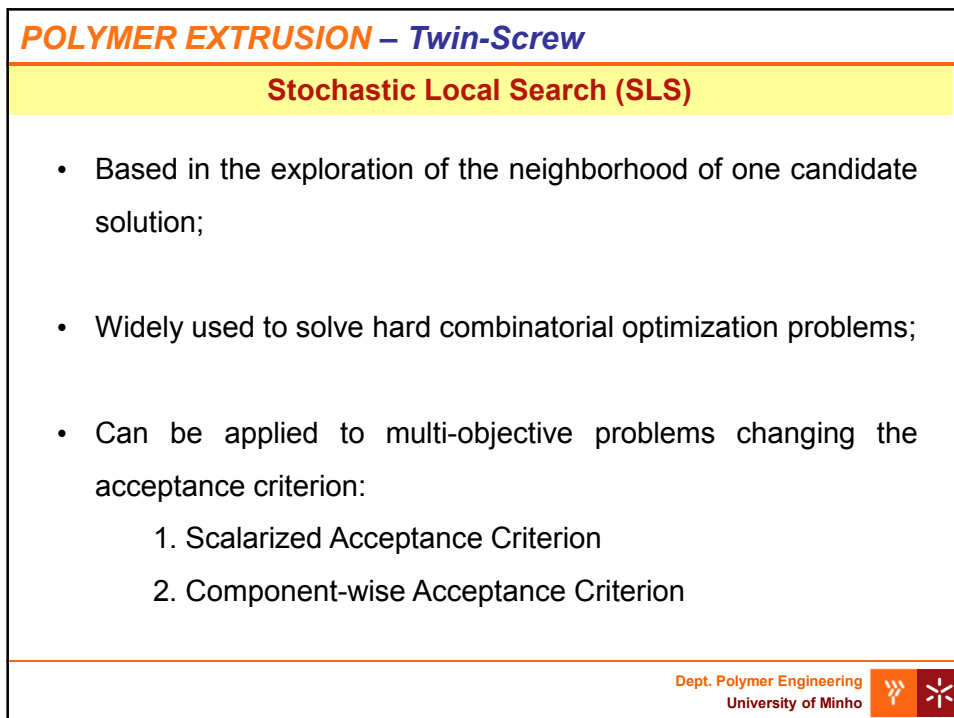 POLYMER EXTRUSION – Twin-Screw
Stochastic Local Search (SLS)
• Based in the exploration of the neighborhood of one candidate
solution;
• Widely used to solve hard combinatorial optimization problems;
• Can be applied to multi-objective problems changing the
acceptance criterion:
1. Scalarized Acceptance Criterion
2. Component-wise Acceptance Criterion
Dept. Polymer Engineering
University of Minho